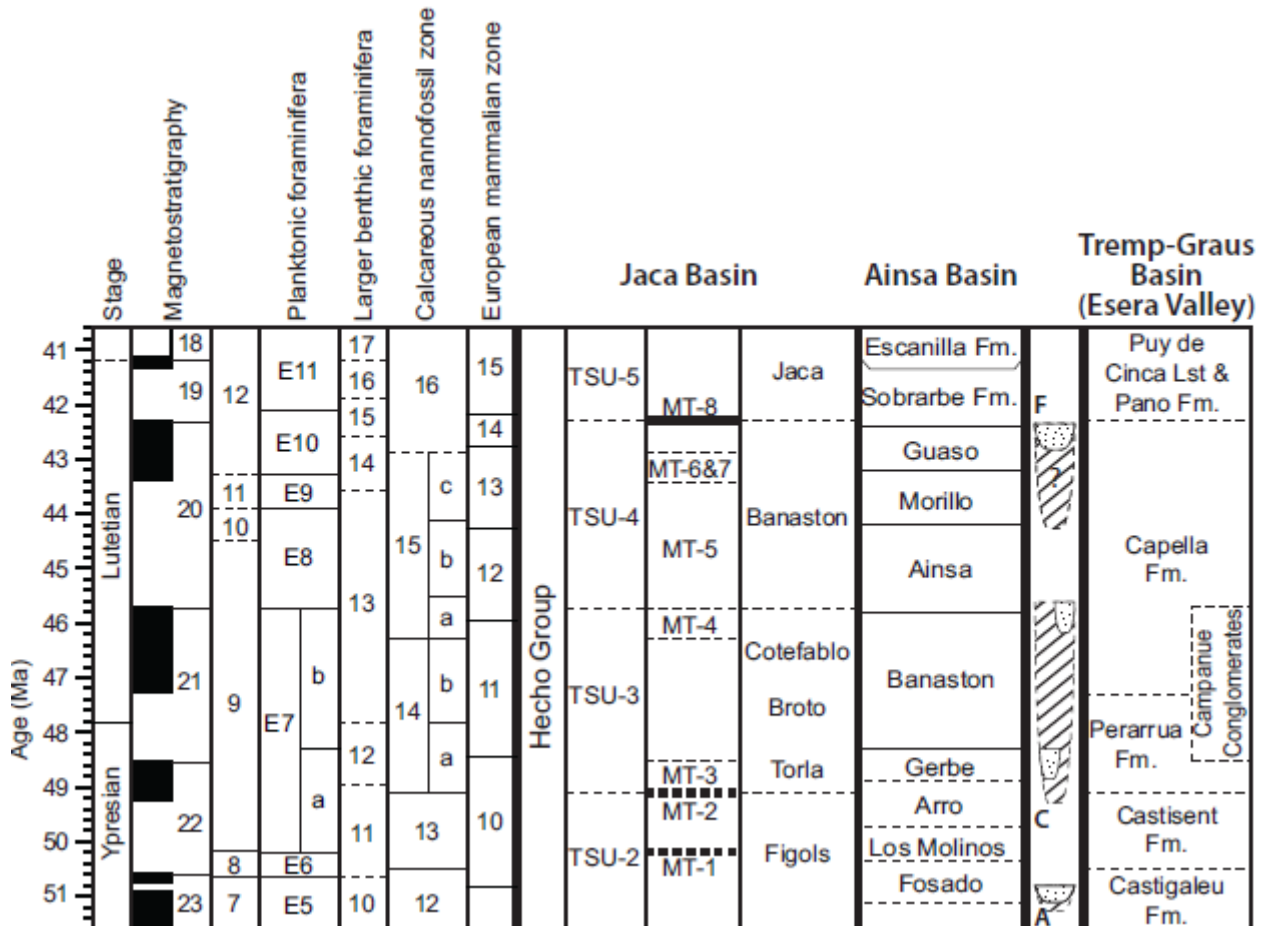 Stage
Magnetostratigraphy
Planktonic foraminifera
Larger benthic foraminifera
Calcareous nannofossil zone
European mammalian zone
Jaca Basin
Ainsa Basin
Tremp-Graus
Basin
(Esera Valley)
Age (Ma)
41
42
43
44
45
46
47
48
49
50
51
Lutetian
Ypresian
18
19
20
21
22
23
12
11
10
9
8
7
E11
E10
E9
E8
E7
b
a
E6
E5
17
16
15
14
13
12
11
10
16
15
c
b
a
14
b
a
13
12
15
14
13
12
11
10
Hecho Group
TSU-5
TSU-4
TSU-3
TSU-2
MT-8
MT-6&7
MT-5
MT-4
MT-3
MT-2
MT-1
Jaca
Banaston
Cotefablo
Broto
Torla
Figols
Escanilla Fm.
Sobrarbe Fm.
Guaso
Morillo
Ainsa
Banaston
Gerbe
Arro
Los Molinos
Fosado
F
?
C
A
Puy de
Cinca Lst &
Pano Fm.
Capella
Fm.
Campanue
Conglomerates
Perarrua
Fm.
Castisent
Fm.
Castigaleu
Fm.